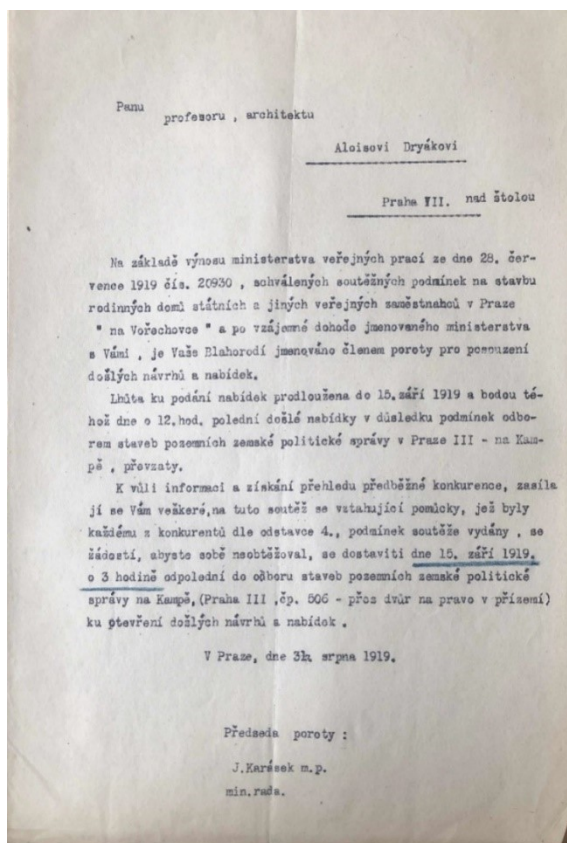 Panu
profesoru , architektu
Aloisovi Dryákovi
Praha VII. nad štolou
Na základě výnosu ministerstva veřejných prací ze dne 28. čer-
vence 1919 čís. 20930 , schválených soutěžných podmínek na stavbu
rodinných domů státních a jiných veřejných saměstnanců v Praze
" na Vořechovce " a po vzájemné dohodě jmenovaného ministerstva
s Vámi , je Vaše Blahorodí jmenováno členem poroty pro posouzení
došlých návrhů a nabídek.
Lhůta ku podání nabídek prodloužena do 15. září 1919 a bodou té-
hož dne o 12.hod. polední došlé nabídky v důsledku podmínek odbo-
rem staveb pozemních zemské politické správy v Praze III - na Kam-
pě , převzaty.
K vůli informaci a získání přehledu předběžné konkurence, zasíla
jí se Vám veškeré,na tuto soutěž se vztahující pomůcky, jež byly
každému z konkurentů dle odstavce 4., podmínek soutěže vydány , se
žádostí, abyste sobě neobtěžoval, se dostaviti dne 15. září 1919.
o 3 hodině odpolední do odboru staveb pozemních zemské politické
správy na Kampě, (Praha III ,čp. 506 - přes dvůr na pravo v přízemí)
ku otevření došlých návrhů a nabídek .
V Praze, dne srpna 1919.
Předseda poroty :
J.Karásek m.p.
min.rada.